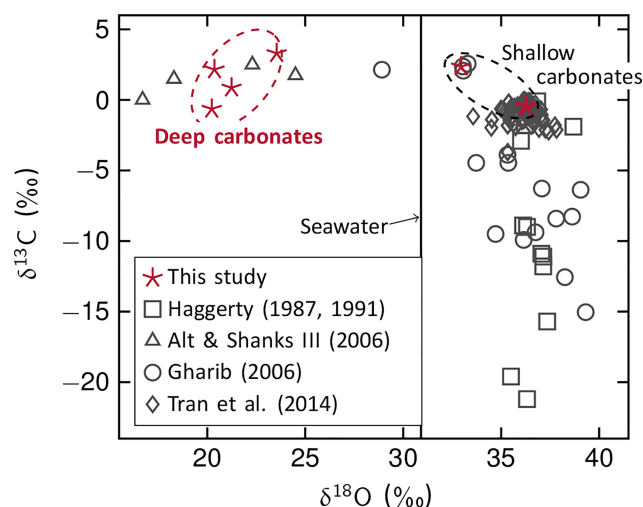 5
0
−5
−10
−15
−20
δ¹³C (‰)
Shallow
carbonates
Deep carbonates
Seawater
This study
Haggerty (1987, 1991)
Alt & Shanks III (2006)
Gharib (2006)
Tran et al. (2014)
20 25 30 35 40
δ¹⁸O (‰)